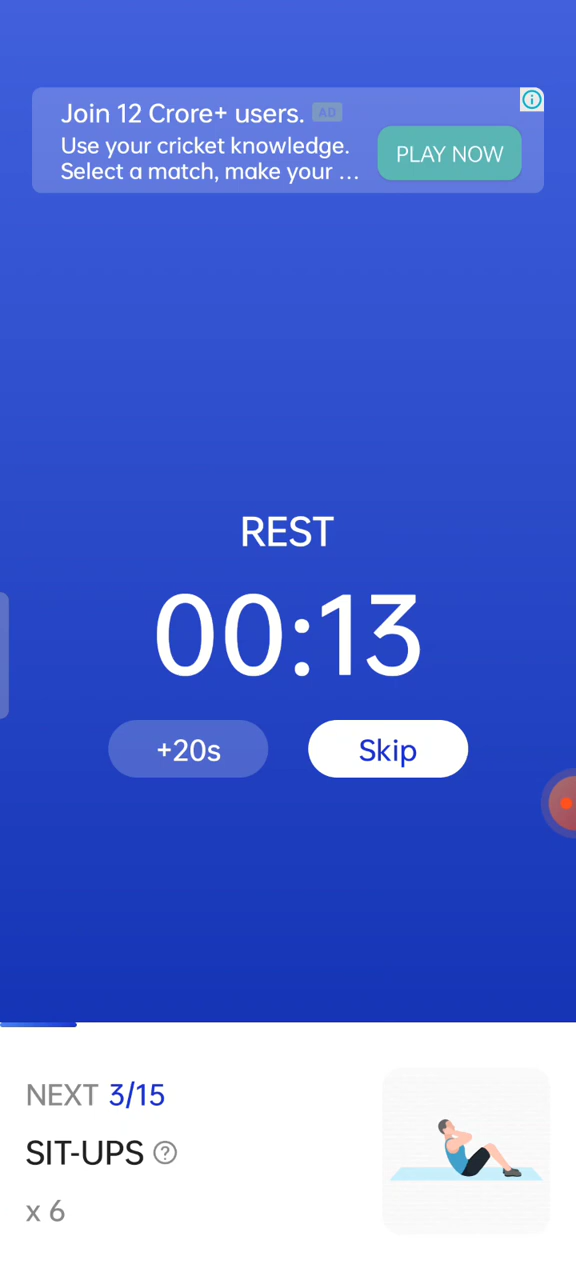 Join 12 Crore+ users. AD
Use your cricket knowledge.
Select a match, make your ...
PLAY NOW
REST
00:13
+20s
Skip
NEXT 3/15
SIT-UPS ?
x 6